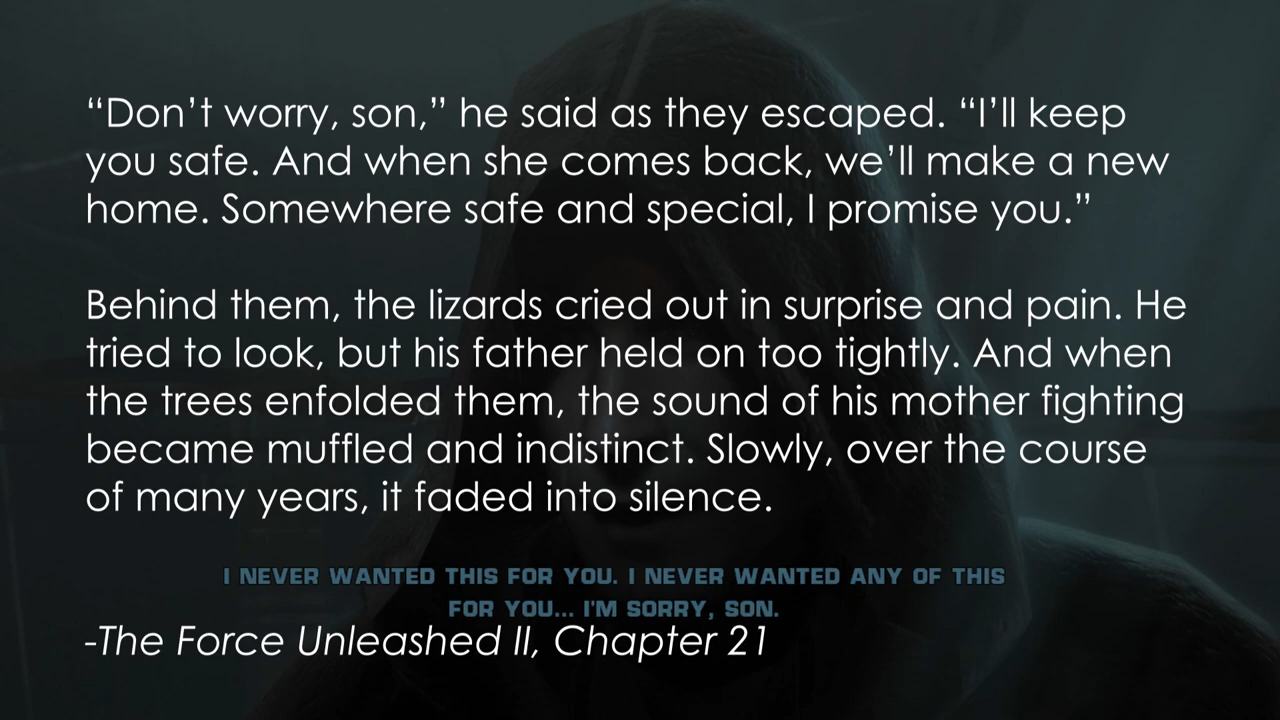 “Don’t worry, son,” he said as they escaped. “I’ll keep
you safe. And when she comes back, we’ll make a new
home. Somewhere safe and special, I promise you.”
Behind them, the lizards cried out in surprise and pain. He
tried to look, but his father held on too tightly. And when
the trees enfolded them, the sound of his mother fighting
became muffled and indistinct. Slowly, over the course
of many years, it faded into silence.
I NEVER WANTED THIS FOR YOU. I NEVER WANTED ANY OF THIS
FOR YOU... I'M SORRY, SON.
-The Force Unleashed II, Chapter 21